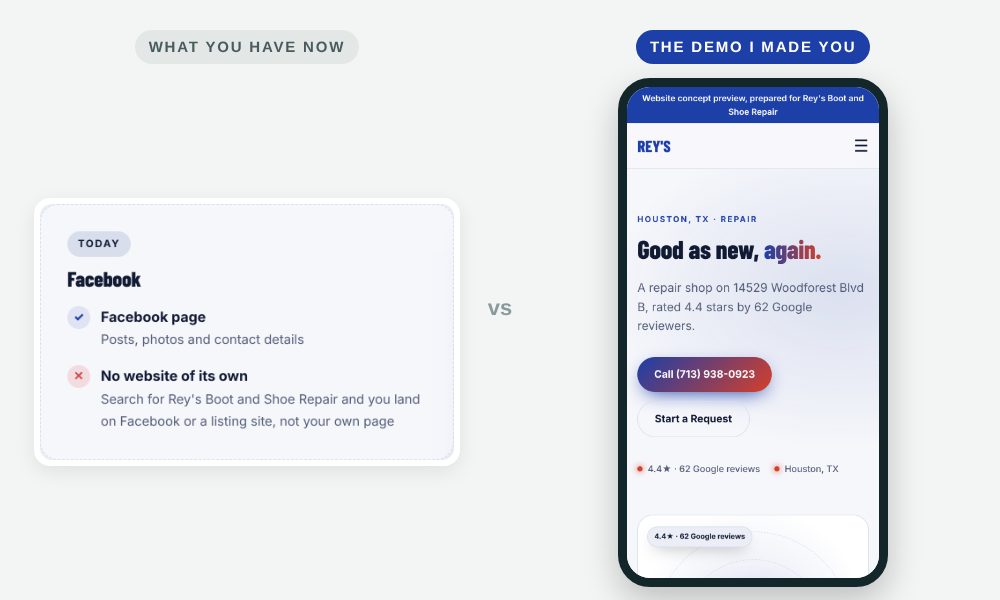 WHAT YOU HAVE NOW
TODAY
Facebook
Facebook page
Posts, photos and contact details
No website of its own
Search for Rey's Boot and Shoe Repair and you land
on Facebook or a listing site, not your own page
vs
THE DEMO I MADE YOU
Website concept preview, prepared for Rey's Boot and
Shoe Repair
REY'S
HOUSTON, TX · REPAIR
Good as new, again.
A repair shop on 14529 Woodforest Blvd
B, rated 4.4 stars by 62 Google
reviewers.
Call (713) 938-0923
Start a Request
4.4★ · 62 Google reviews
Houston, TX
4.4★ · 62 Google reviews